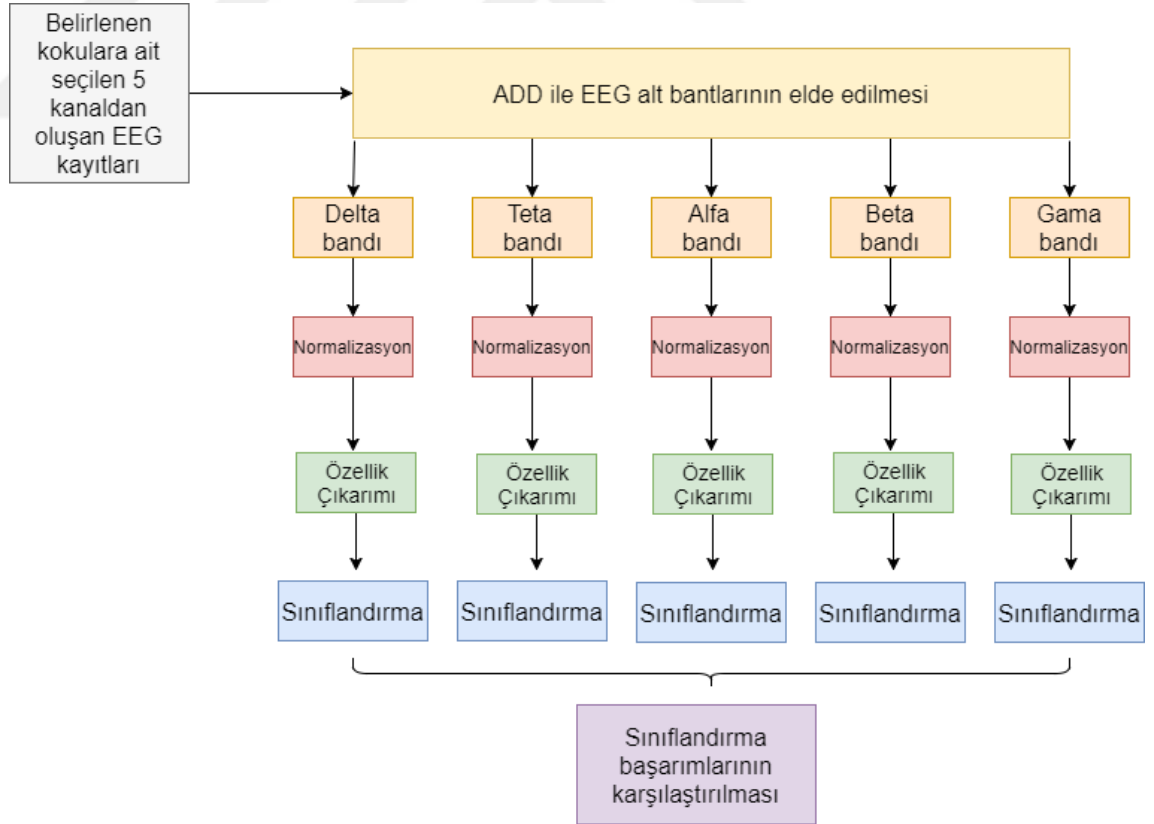 Belirlenen
kokulara ait
seçilen 5
kanaldan
oluşan EEG
kayıtları
ADD ile EEG alt bantlarının elde edilmesi
Delta
bandı
Teta
bandı
Alfa
bandı
Beta
bandı
Gama
bandı
Normalizasyon
Normalizasyon
Normalizasyon
Normalizasyon
Normalizasyon
Özellik
Çıkarımı
Özellik
Çıkarımı
Özellik
Çıkarımı
Özellik
Çıkarımı
Özellik
Çıkarımı
Sınıflandırma
Sınıflandırma
Sınıflandırma
Sınıflandırma
Sınıflandırma
Sınıflandırma
başarımlarının
karşılaştırılması